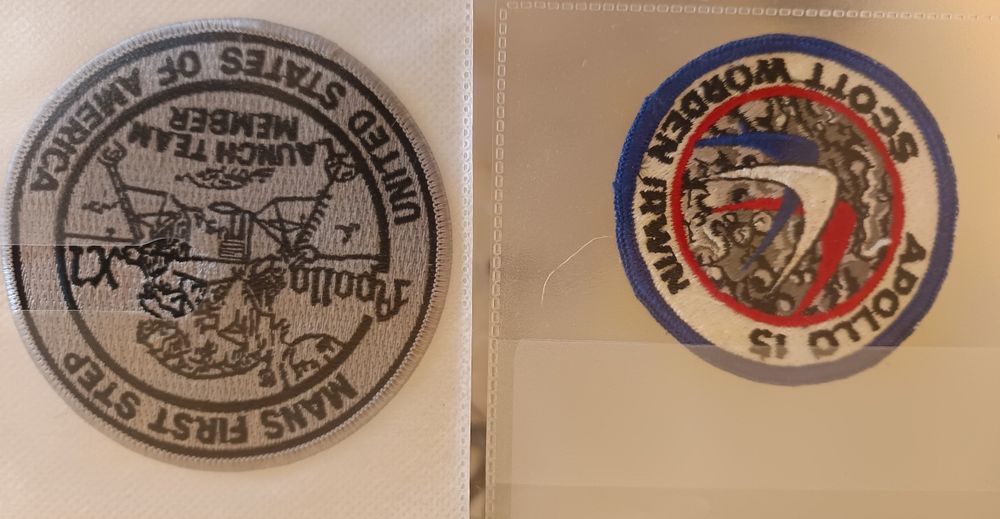 MANS FIRST STEP
Apollo XI
LAUNCH TEAM
MEMBER
UNITED STATES OF AMERICA
APOLLO 15
SCOTT WORDEN IRWIN